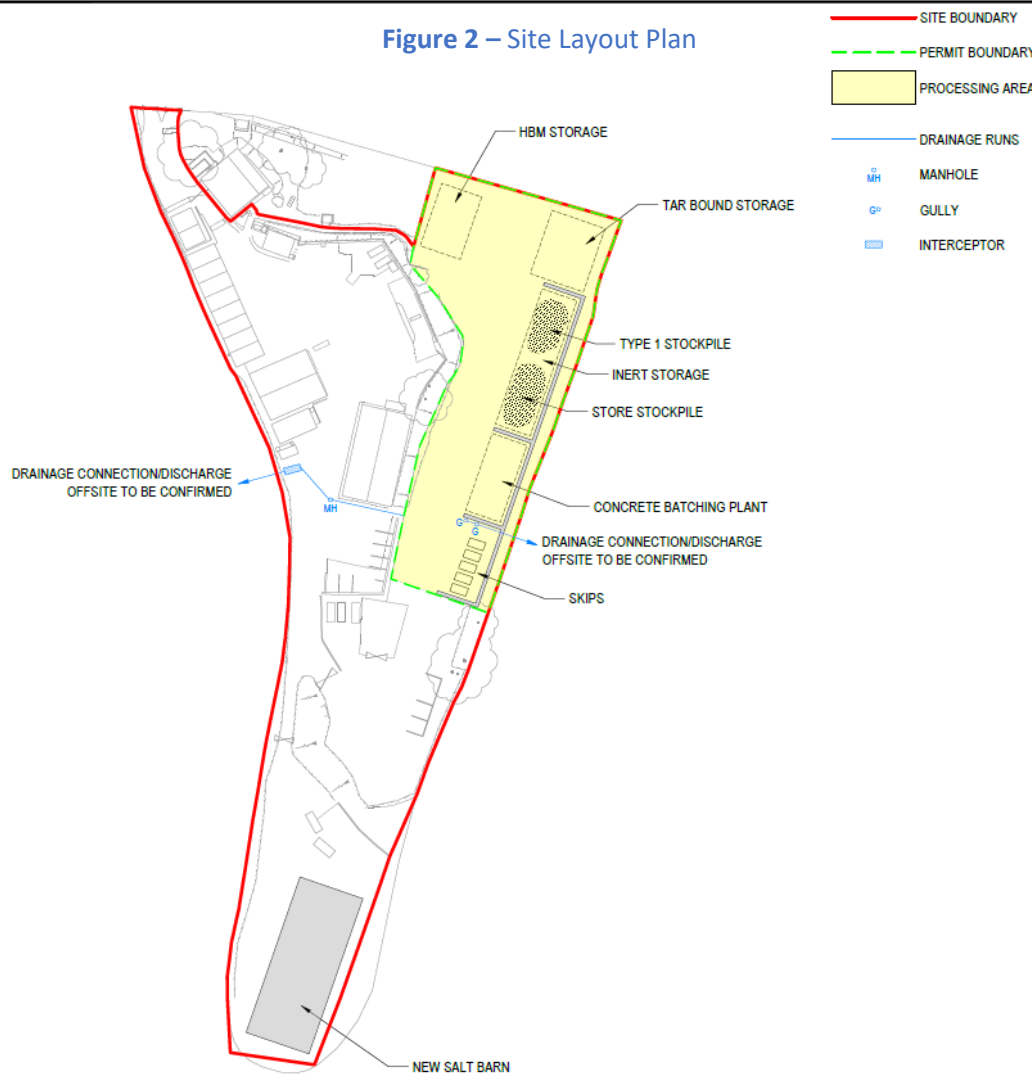 Figure 2 – Site Layout Plan
SITE BOUNDARY
PERMIT BOUNDARY
PROCESSING AREA
DRAINAGE RUNS
MH
MANHOLE
G
GULLY
INTERCEPTOR
HBM STORAGE
TAR BOUND STORAGE
TYPE 1 STOCKPILE
INERT STORAGE
STORE STOCKPILE
DRAINAGE CONNECTION/DISCHARGE
OFFSITE TO BE CONFIRMED
MH
CONCRETE BATCHING PLANT
G
G
DRAINAGE CONNECTION/DISCHARGE
OFFSITE TO BE CONFIRMED
SKIPS
NEW SALT BARN